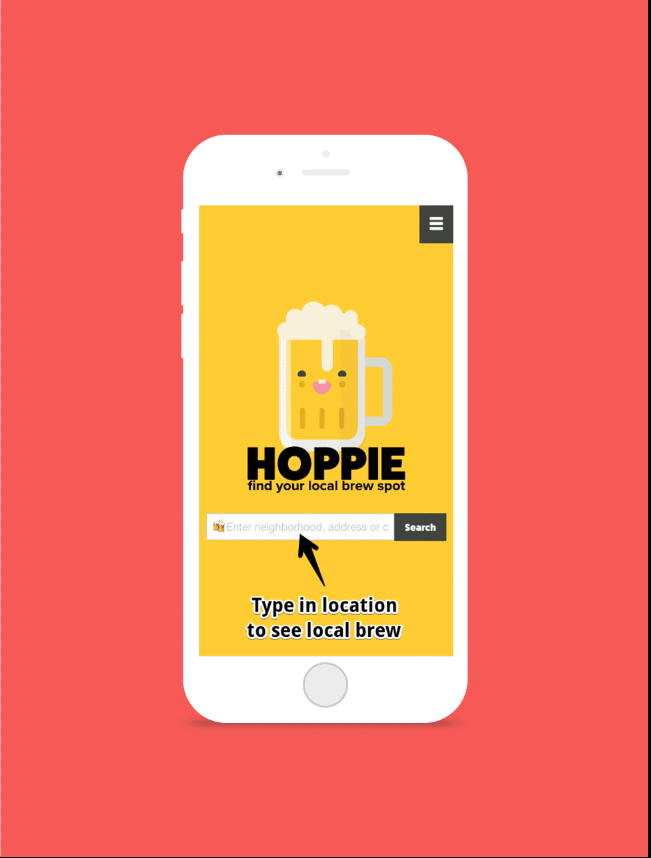 HOPPIE
find your local brew spot
🍻Enter neighborhood, address or c
Search
Type in location
to see local brew